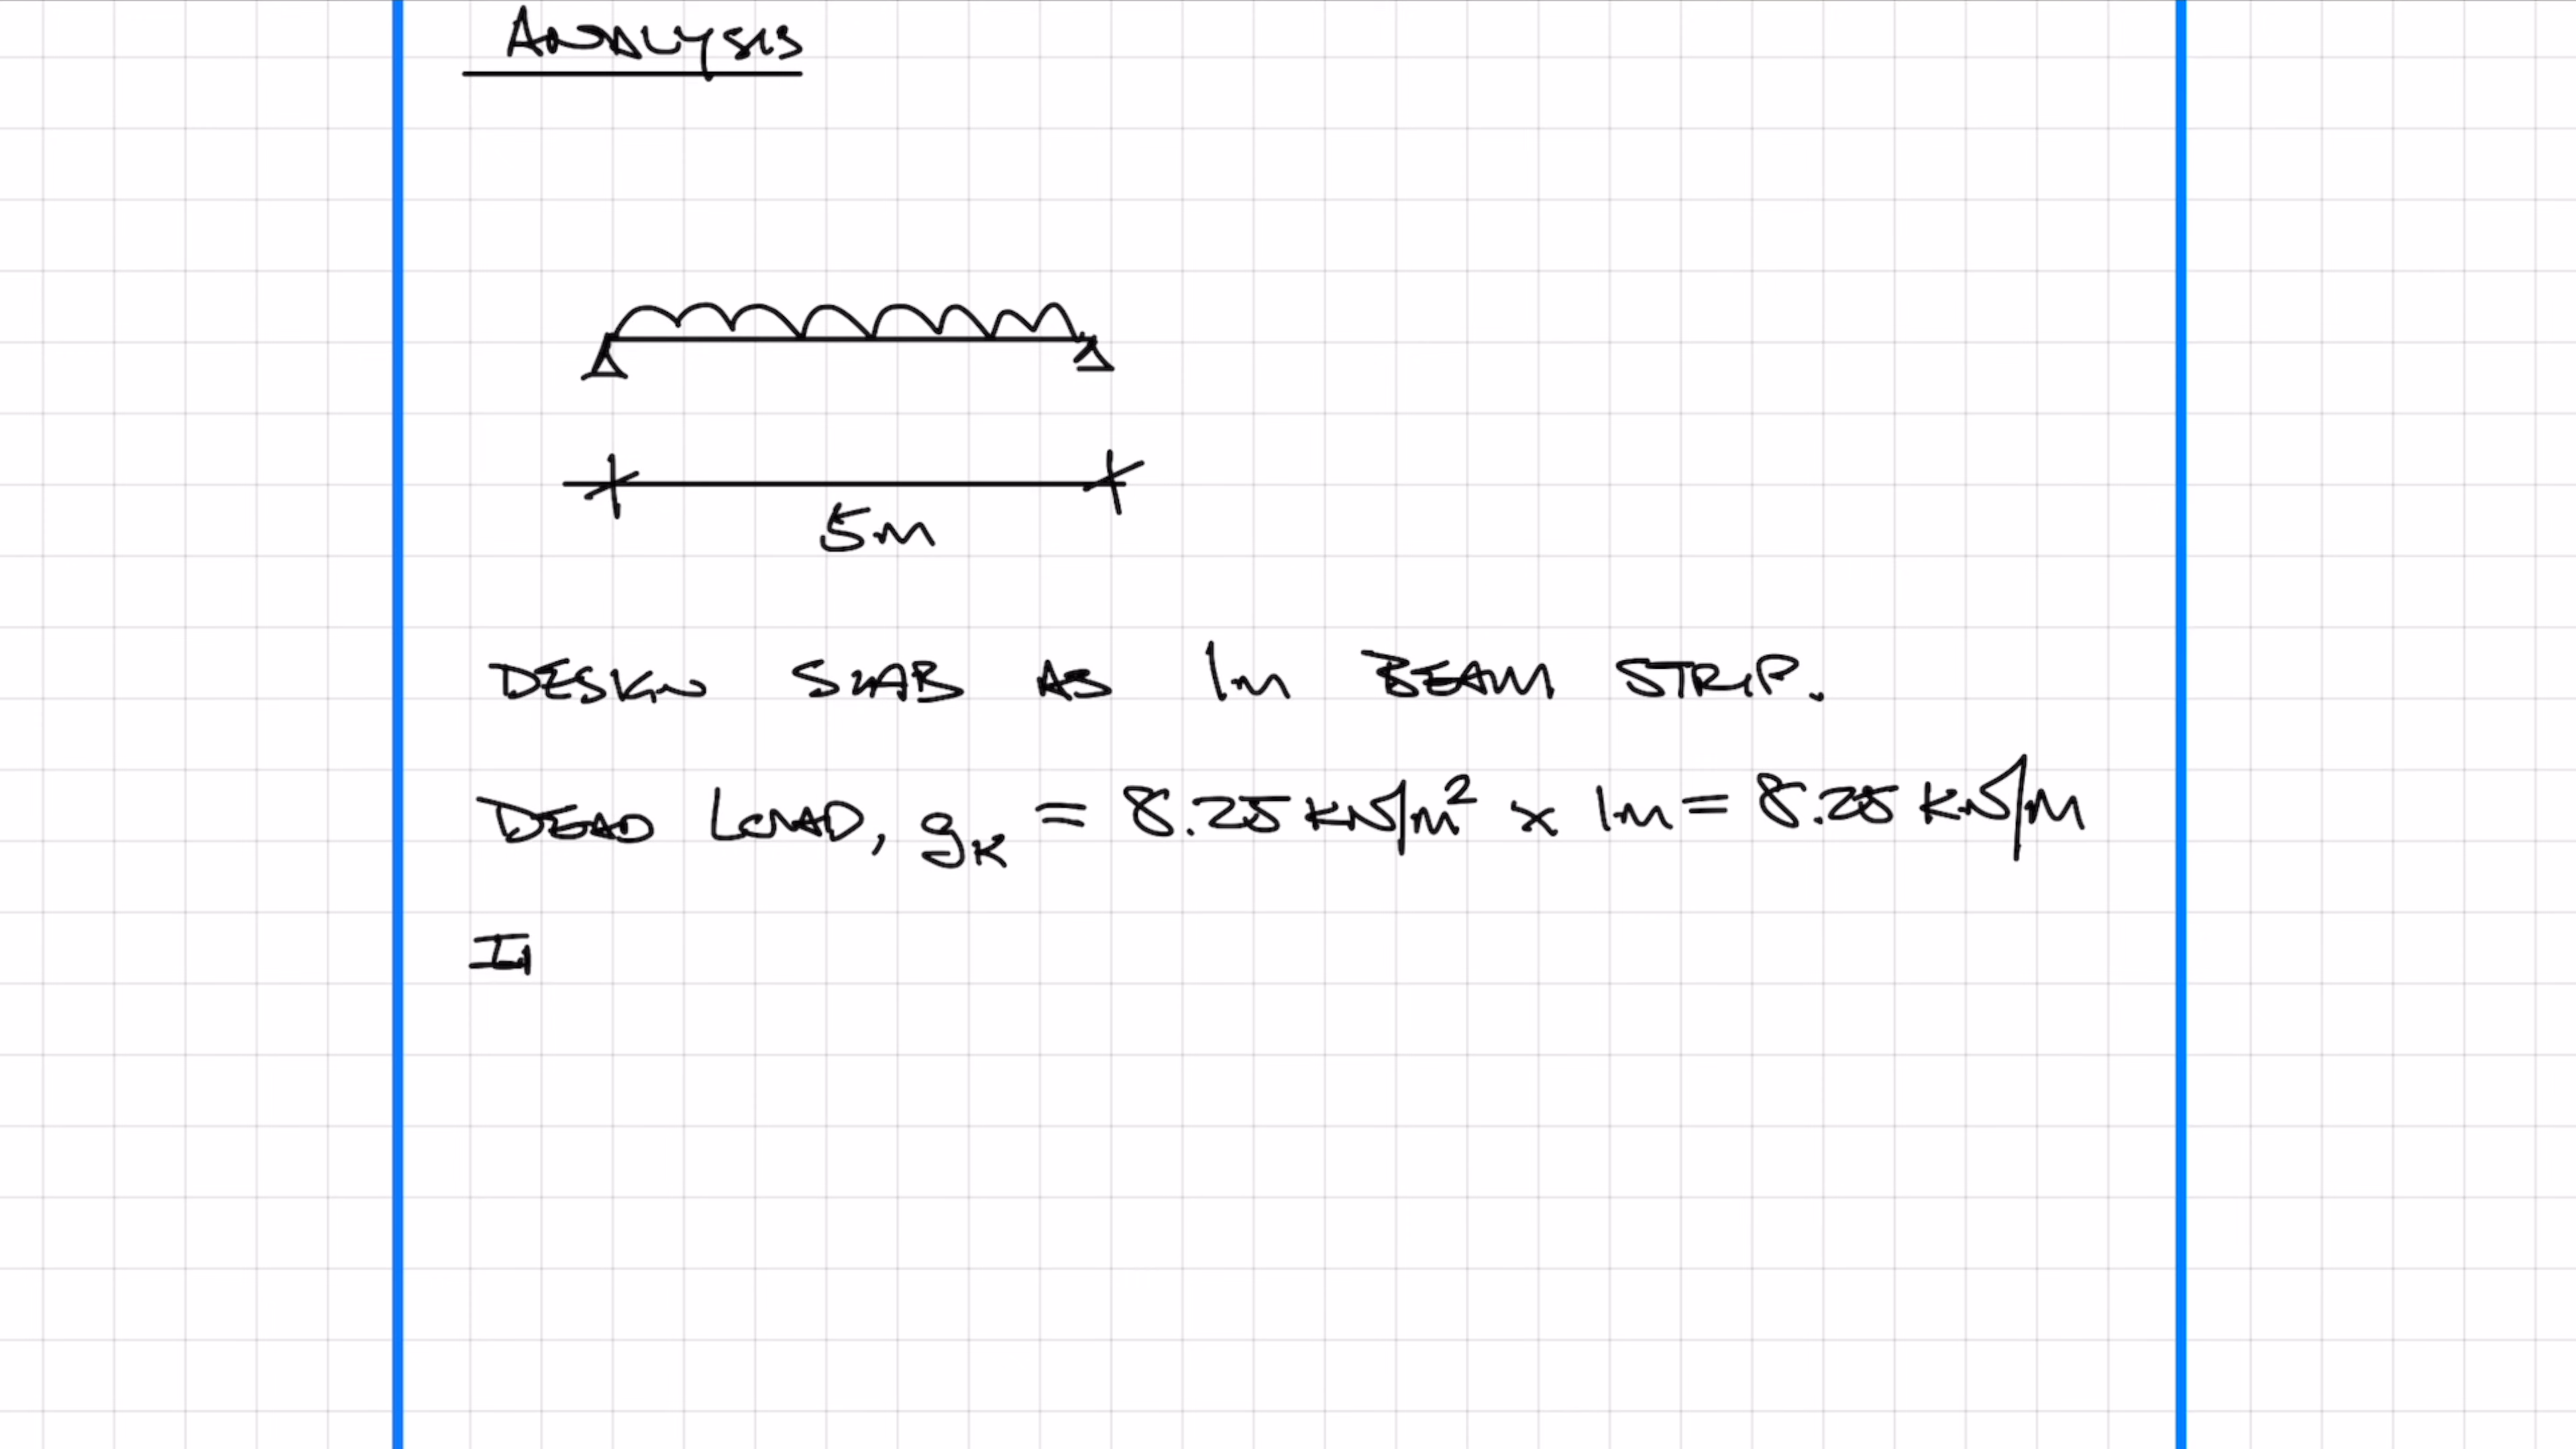 ANALYSIS
5m
DESIGN SLAB AS 1m BEAM STRIP.
DEAD LOAD, gk = 8.25 kN/m² x 1m = 8.25 kN/m